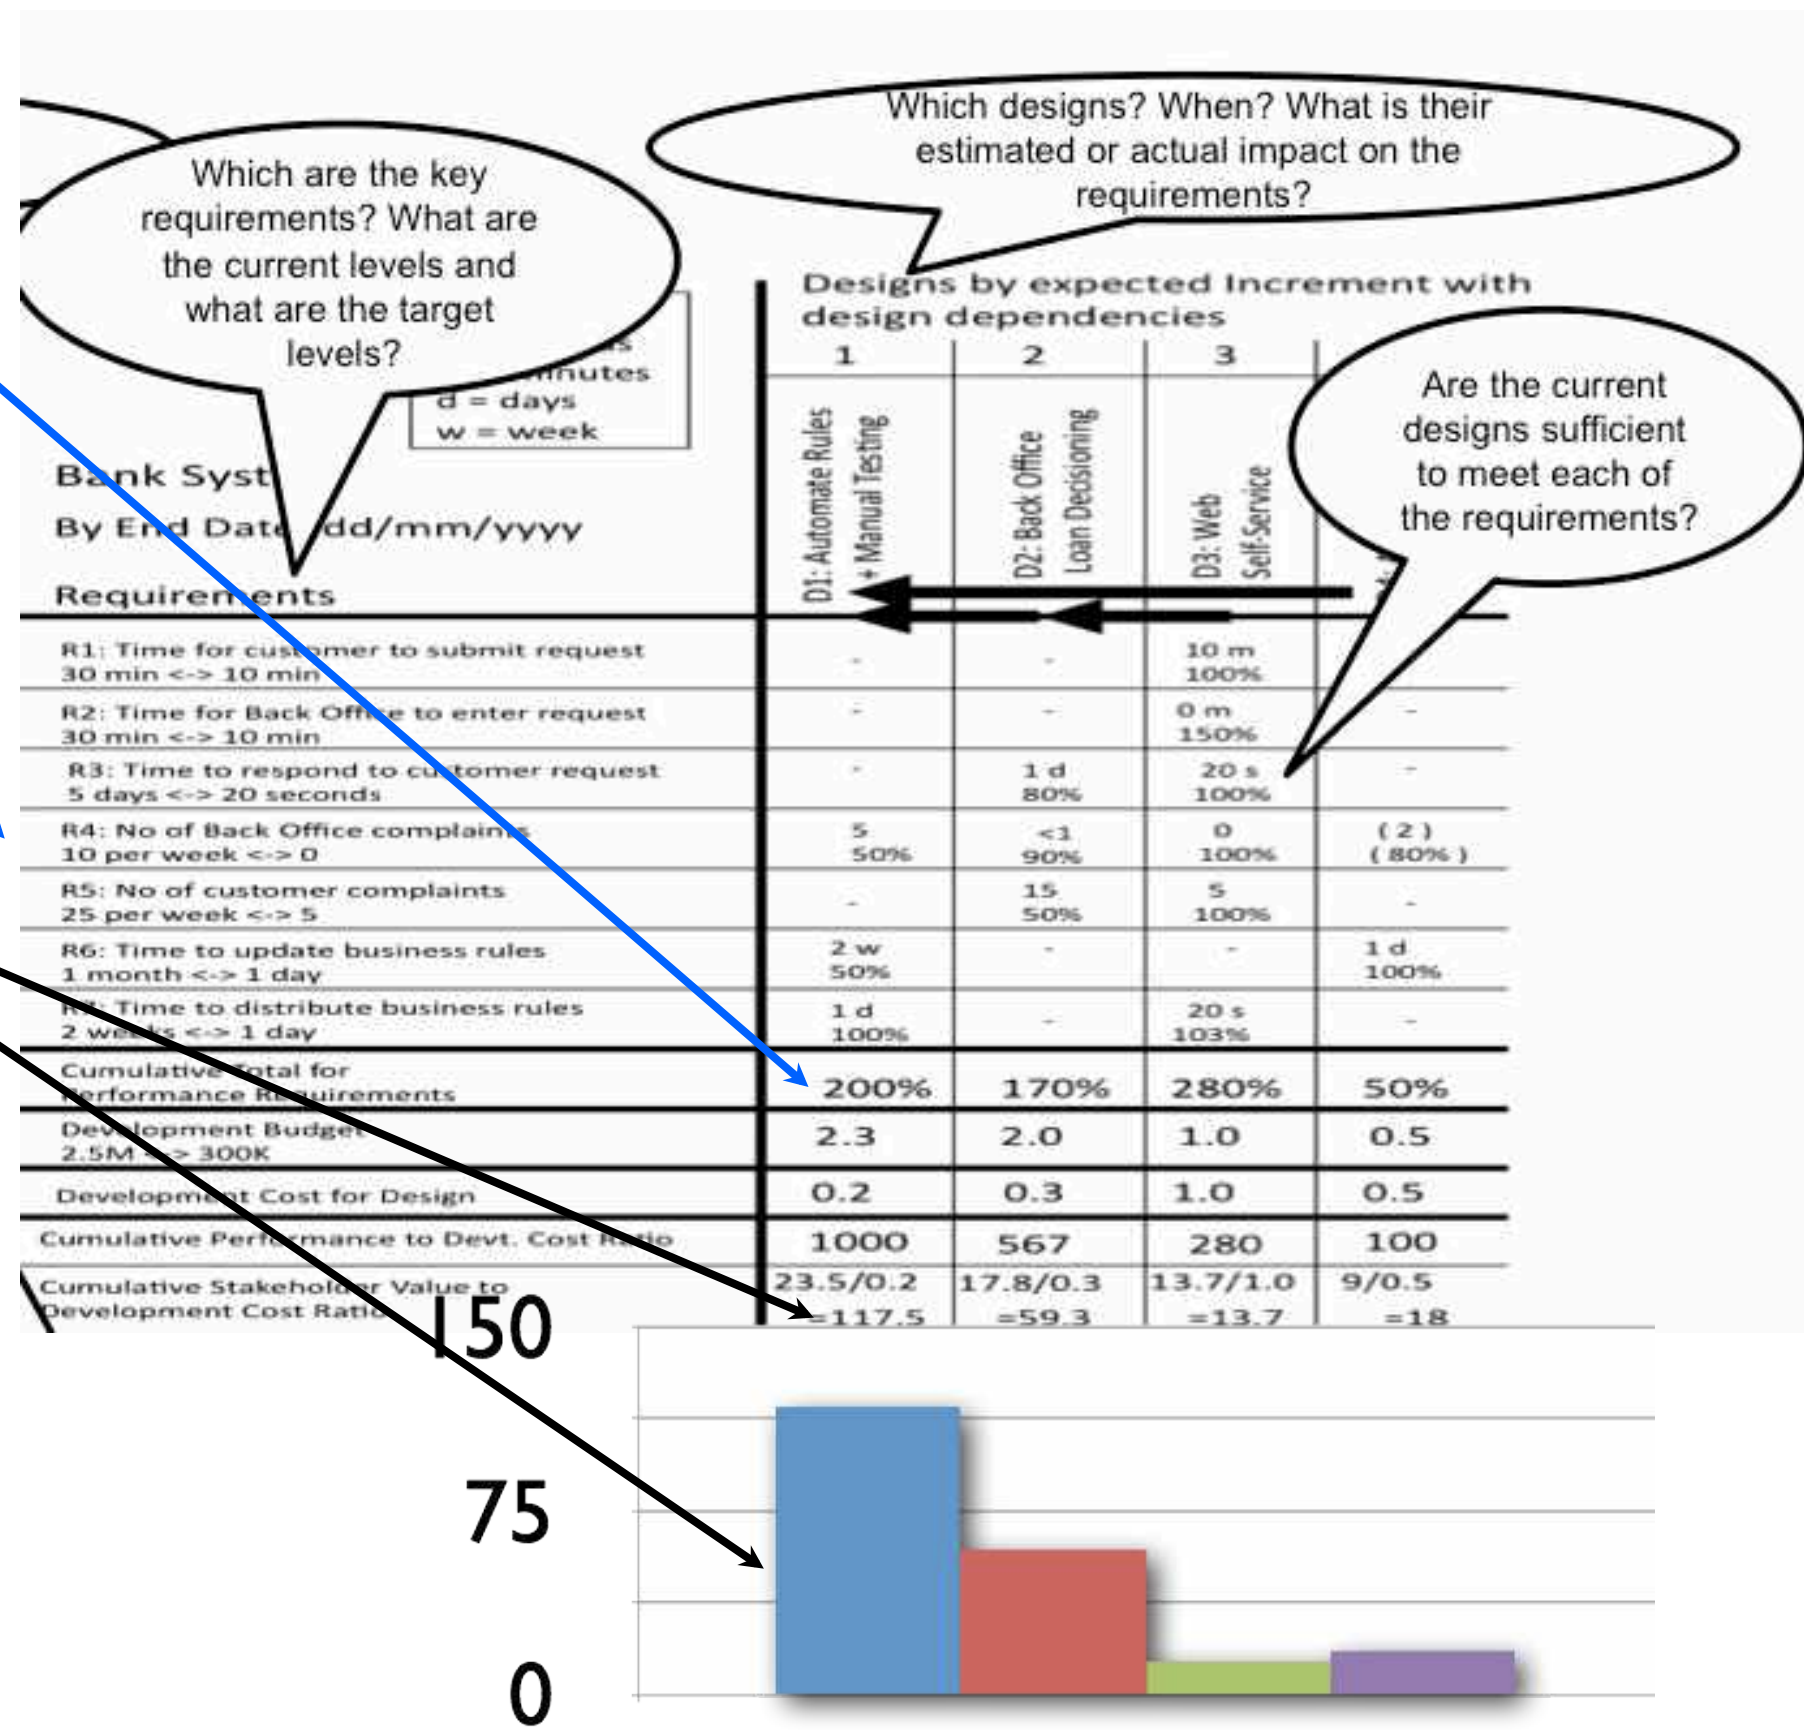 Which designs? When? What is their
estimated or actual impact on the
requirements?
Which are the key
requirements? What are
the current levels and
what are the target
levels?
Designs by expected Increment with
design dependencies
1 2 3
Are the current
designs sufficient
to meet each of
the requirements?
d = days
w = week
Bank
By End Date dd/mm/yyyy
Requirements
D1: Automate Rules
+ Manual Testing
D2: Back Office
Loan Decisioning
D3: Web
Self-Service
R1: Time for customer to submit request - - 10 m
30 min <-> 10 min 100%
R2: Time for Back Office to enter request - - 0 m -
30 min <-> 10 min 150%
R3: Time to respond to customer request - 1 d 20 s -
5 days <-> 20 seconds 80% 100%
R4: No of Back Office complaints 5 <1 0 (2)
10 per week <-> 0 50% 90% 100% (80%)
R5: No of customer complaints - 15 5 -
25 per week <-> 5 50% 100%
R6: Time to update business rules 2 w - - 1 d
1 month <-> 1 day 50% 100%
R7: Time to distribute business rules 1 d - 20 s -
2 weeks <-> 1 day 100% 103%
Cumulative Total for
Performance Requirements 200% 170% 280% 50%
Development Budget 2.3 2.0 1.0 0.5
2.5M <-> 300K
Development Cost for Design 0.2 0.3 1.0 0.5
Cumulative Performance to Devt. Cost Ratio 1000 567 280 100
Cumulative Stakeholder Value to 23.5/0.2 17.8/0.3 13.7/1.0 9/0.5
Development Cost Ratio =117.5 =59.3 =13.7 =18
150
75
0